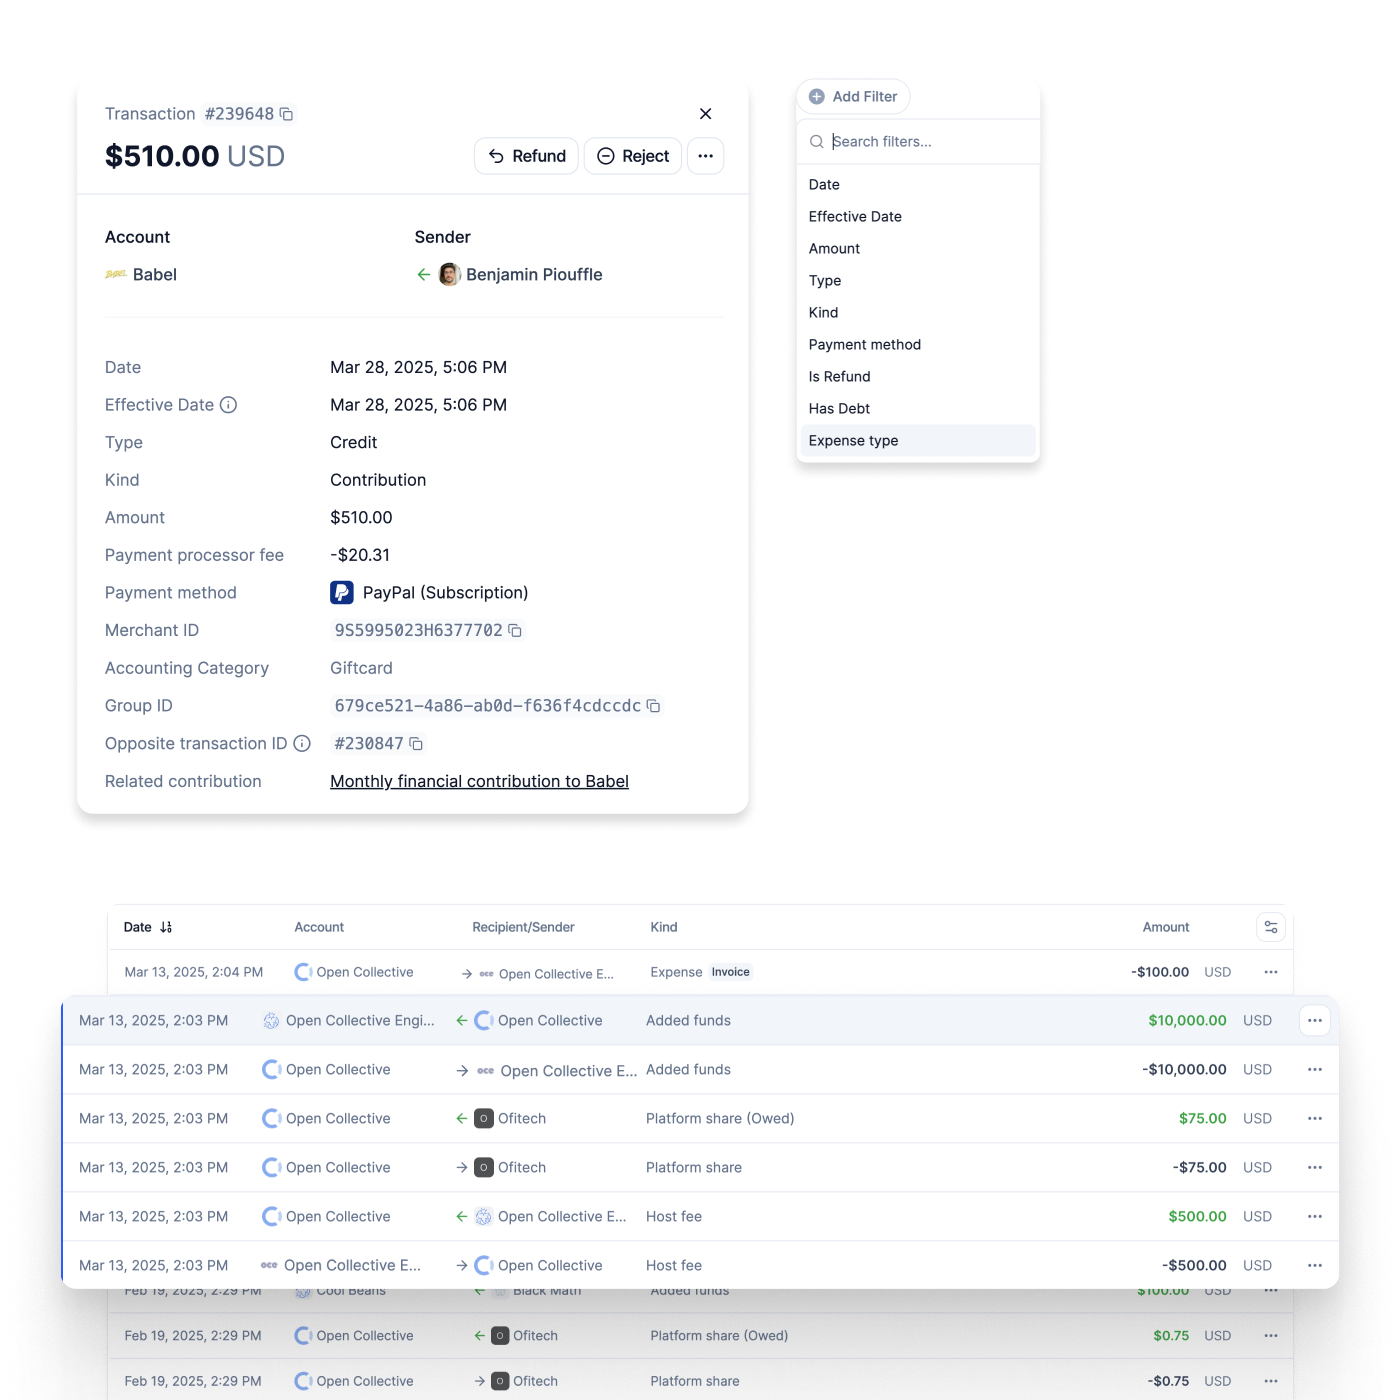 Transaction #239648
$510.00 USD
Refund
Reject
Account
Sender
Babel
Benjamin Piouffle
Date Mar 28, 2025, 5:06 PM
Effective Date Mar 28, 2025, 5:06 PM
Type Credit
Kind Contribution
Amount $510.00
Payment processor fee -$20.31
Payment method PayPal (Subscription)
Merchant ID 9S5995023H6377702
Accounting Category Giftcard
Group ID 679ce521-4a86-ab0d-f636f4cdccdc
Opposite transaction ID #230847
Related contribution Monthly financial contribution to Babel
Add Filter
Search filters...
Date
Effective Date
Amount
Type
Kind
Payment method
Is Refund
Has Debt
Expense type
Date Account Recipient/Sender Kind Amount
Mar 13, 2025, 2:04 PM Open Collective → oce Open Collective E... Expense Invoice -$100.00 USD
Mar 13, 2025, 2:03 PM Open Collective Engi... ← Open Collective Added funds $10,000.00 USD
Mar 13, 2025, 2:03 PM Open Collective → oce Open Collective E... Added funds -$10,000.00 USD
Mar 13, 2025, 2:03 PM Open Collective ← O Ofitech Platform share (Owed) $75.00 USD
Mar 13, 2025, 2:03 PM Open Collective → O Ofitech Platform share -$75.00 USD
Mar 13, 2025, 2:03 PM Open Collective ← Open Collective E... Host fee $500.00 USD
Mar 13, 2025, 2:03 PM oce Open Collective E... → Open Collective Host fee -$500.00 USD
Feb 19, 2025, 2:29 PM Cool Beans ← Black Math Added funds $100.00 USD
Feb 19, 2025, 2:29 PM Open Collective ← O Ofitech Platform share (Owed) $0.75 USD
Feb 19, 2025, 2:29 PM Open Collective → O Ofitech Platform share -$0.75 USD